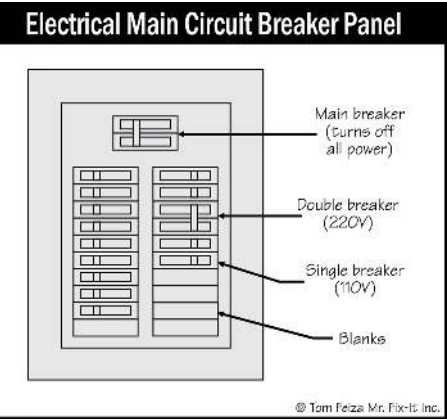 Electrical Main Circuit Breaker Panel
Main breaker
(turns off
all power)
Double breaker
(220V)
Single breaker
(110V)
Blanks
© Tom Feiza Mr. Fix-It Inc.